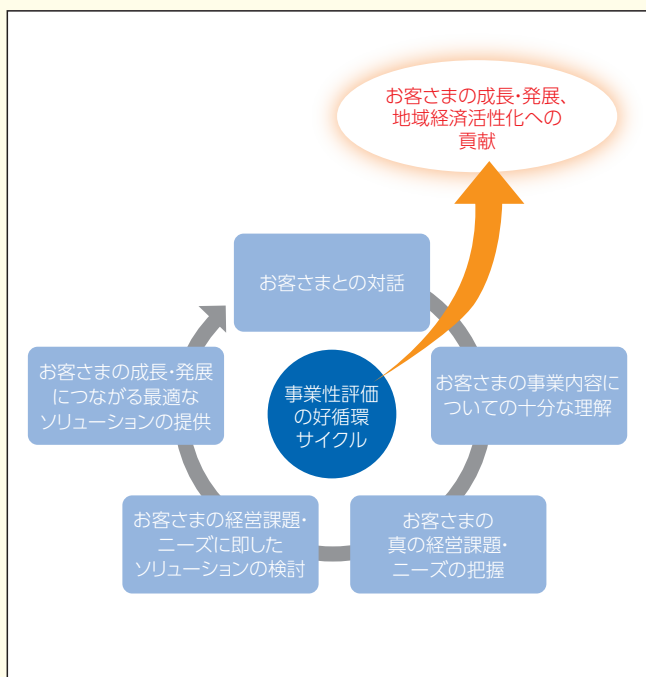 お客さまの成長・発展、
地域経済活性化への
貢献
お客さまとの対話
お客さまの事業内容に
ついての十分な理解
お客さまの
真の経営課題・
ニーズの把握
お客さまの経営課題・
ニーズに即した
ソリューションの検討
お客さまの成長・発展
につながる最適な
ソリューションの提供
事業性評価
の好循環
サイクル